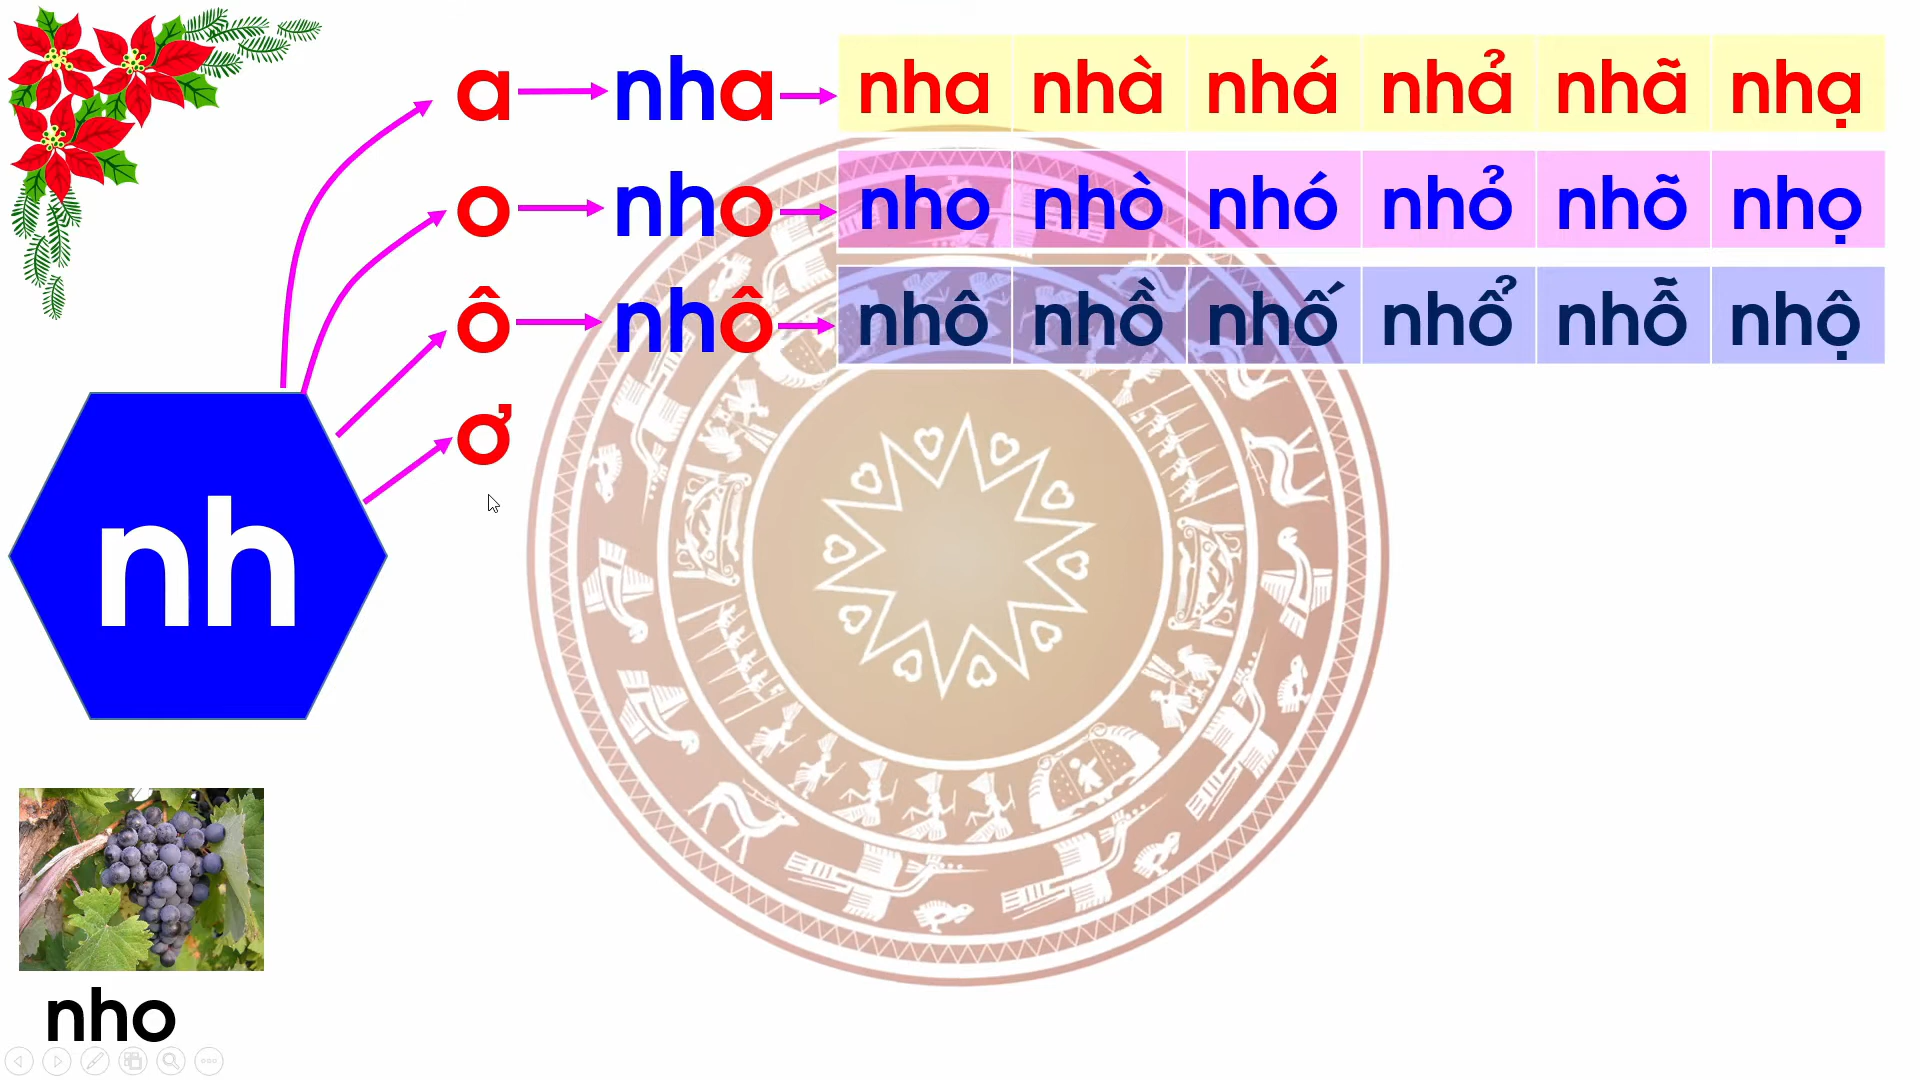 a nha nha nhà nhá nhả nhã nhạ
o nho nho nhò nhó nhỏ nhõ nhọ
ô nhô nhô nhồ nhố nhổ nhỗ nhộ
ơ
nh
nho